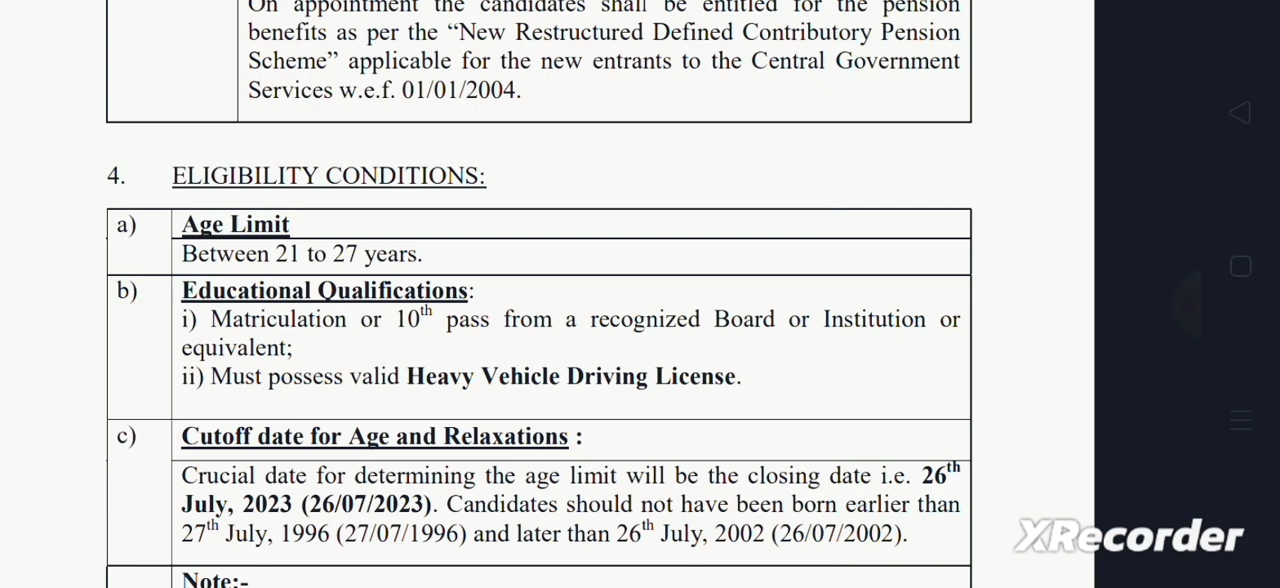 On appointment the candidates shall be entitled for the pension
benefits as per the “New Restructured Defined Contributory Pension
Scheme” applicable for the new entrants to the Central Government
Services w.e.f. 01/01/2004.
4. ELIGIBILITY CONDITIONS:
a) Age Limit
Between 21 to 27 years.
b) Educational Qualifications:
i) Matriculation or 10th pass from a recognized Board or Institution or
equivalent;
ii) Must possess valid Heavy Vehicle Driving License.
c) Cutoff date for Age and Relaxations :
Crucial date for determining the age limit will be the closing date i.e. 26th
July, 2023 (26/07/2023). Candidates should not have been born earlier than
27th July, 1996 (27/07/1996) and later than 26th July, 2002 (26/07/2002).
XRecorder
Note:-